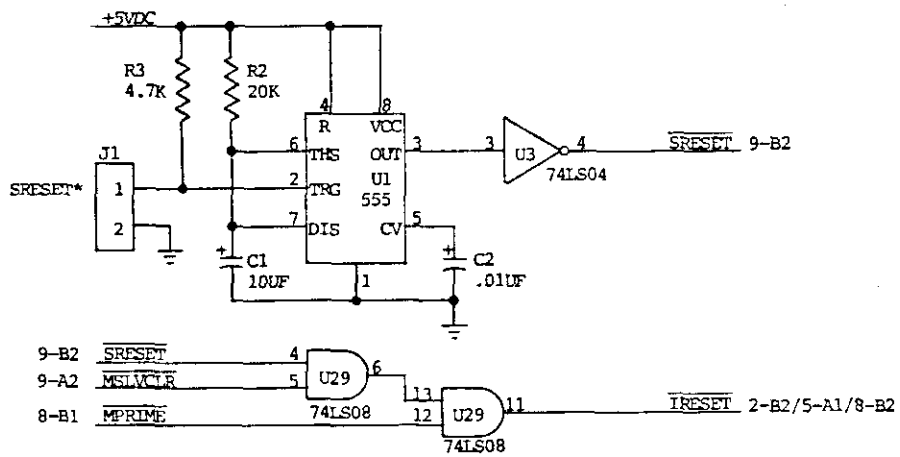 +5VDC
R3
4.7K
R2
20K
4
8
R
VCC
6
THS
OUT
3
3
U3
4
SRESET 9-B2
74LS04
J1
SRESET*
1
2
TRG
U1
555
2
7
DIS
CV
5
+
C1
10UF
1
+
C2
.01UF
9-B2 SRESET
4
9-A2 MSLVCLR
5
U29
6
74LS08
8-B1 MPRIME
13
12
U29
11
IRESET 2-B2/5-A1/8-B2
74LS08